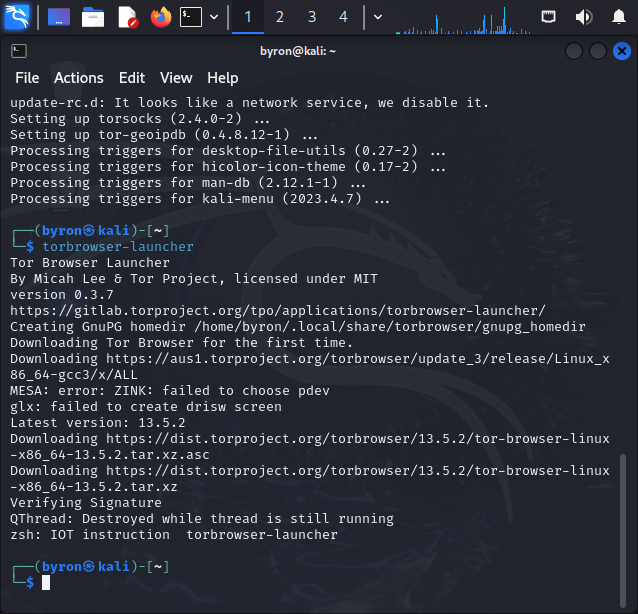 1 2 3 4
byron@kali: ~
File Actions Edit View Help
update-rc.d: It looks like a network service, we disable it.
Setting up torsocks (2.4.0-2) ...
Setting up tor-geoipdb (0.4.8.12-1) ...
Processing triggers for desktop-file-utils (0.27-2) ...
Processing triggers for hicolor-icon-theme (0.17-2) ...
Processing triggers for man-db (2.12.1-1) ...
Processing triggers for kali-menu (2023.4.7) ...
┌──(byron㉿kali)-[~]
└─$ torbrowser-launcher
Tor Browser Launcher
By Micah Lee & Tor Project, licensed under MIT
version 0.3.7
https://gitlab.torproject.org/tpo/applications/torbrowser-launcher/
Creating GnuPG homedir /home/byron/.local/share/torbrowser/gnupg_homedir
Downloading Tor Browser for the first time.
Downloading https://aus1.torproject.org/torbrowser/update_3/release/Linux_x
86_64-gcc3/x/ALL
MESA: error: ZINK: failed to choose pdev
glx: failed to create drisw screen
Latest version: 13.5.2
Downloading https://dist.torproject.org/torbrowser/13.5.2/tor-browser-linux
-x86_64-13.5.2.tar.xz.asc
Downloading https://dist.torproject.org/torbrowser/13.5.2/tor-browser-linux
-x86_64-13.5.2.tar.xz
Verifying Signature
QThread: Destroyed while thread is still running
zsh: IOT instruction  torbrowser-launcher
┌──(byron㉿kali)-[~]
└─$